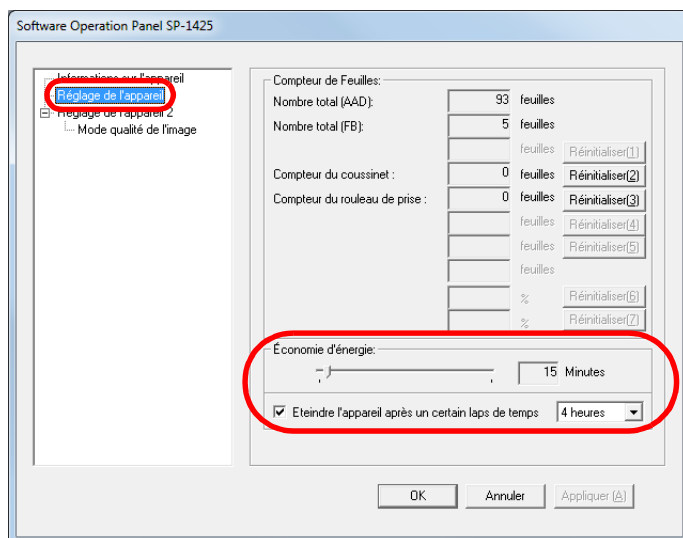 Software Operation Panel SP-1425
Informations sur l'appareil
Réglage de l'appareil
Réglage de l'appareil 2
Mode qualité de l'image
Compteur de Feuilles:
Nombre total (AAD): 93 feuilles
Nombre total (FB): 5 feuilles
feuilles Réinitialiser(1)
Compteur du coussinet : 0 feuilles Réinitialiser(2)
Compteur du rouleau de prise : 0 feuilles Réinitialiser(3)
feuilles Réinitialiser(4)
feuilles Réinitialiser(5)
feuilles
% Réinitialiser(6)
% Réinitialiser(7)
Économie d'énergie:
15 Minutes
Eteindre l'appareil après un certain laps de temps 4 heures
OK Annuler Appliquer (A)